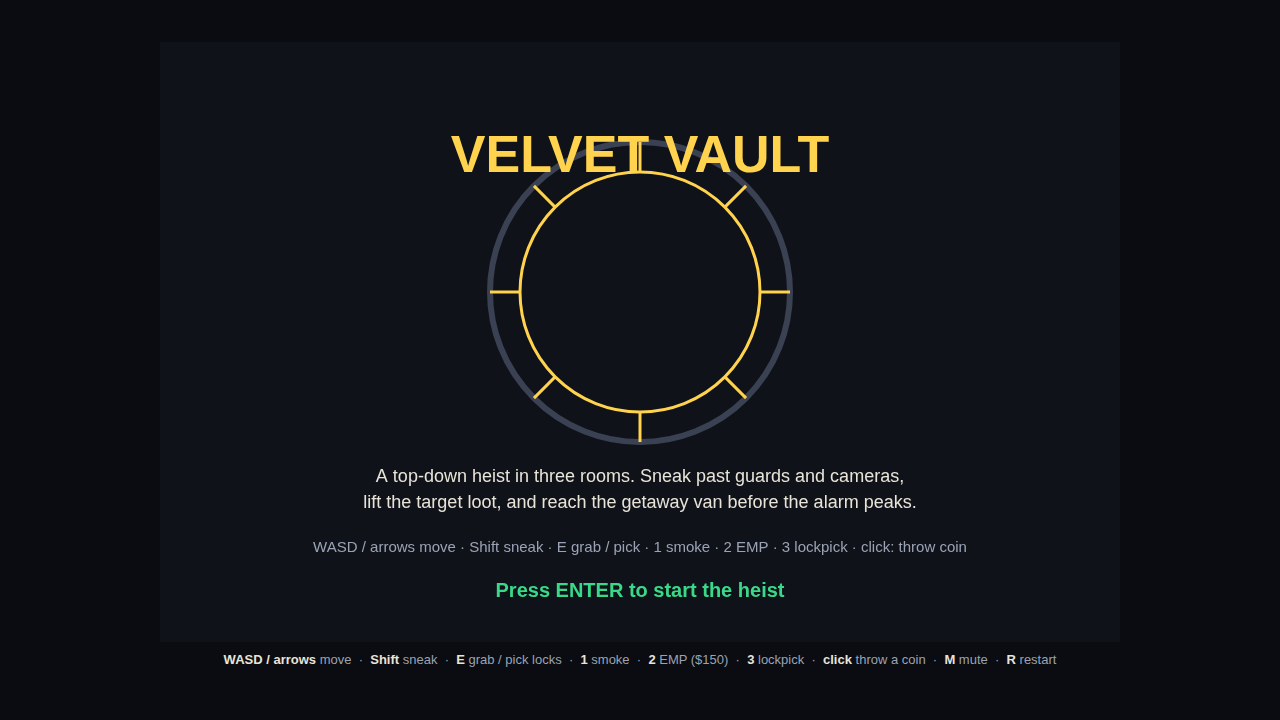 VELVET VAULT
A top-down heist in three rooms. Sneak past guards and cameras,
lift the target loot, and reach the getaway van before the alarm peaks.
WASD / arrows move · Shift sneak · E grab / pick · 1 smoke · 2 EMP · 3 lockpick · click: throw coin
Press ENTER to start the heist
WASD / arrows move · Shift sneak · E grab / pick locks · 1 smoke · 2 EMP ($150) · 3 lockpick · click throw a coin · M mute · R restart